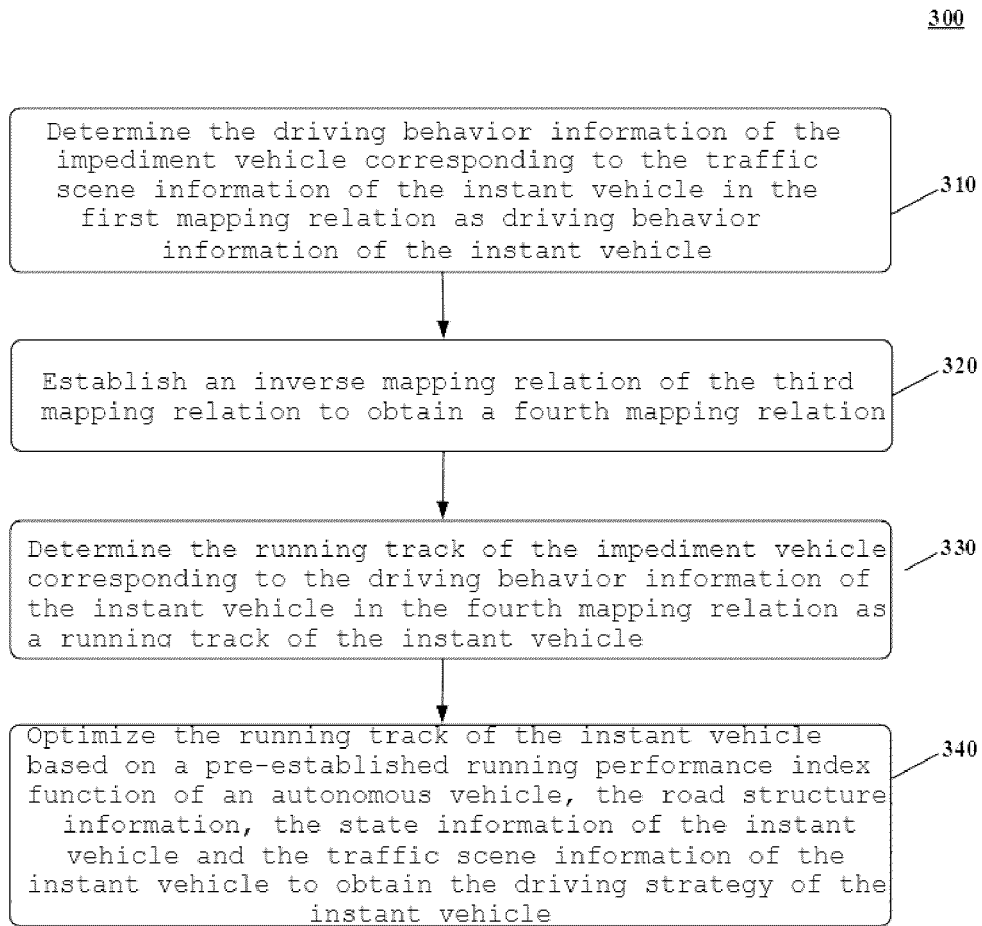 300
Determine the driving behavior information of the
impediment vehicle corresponding to the traffic
scene information of the instant vehicle in the
first mapping relation as driving behavior
information of the instant vehicle
310
Establish an inverse mapping relation of the third
mapping relation to obtain a fourth mapping relation
320
Determine the running track of the impediment vehicle
corresponding to the driving behavior information of
the instant vehicle in the fourth mapping relation as
a running track of the instant vehicle
330
Optimize the running track of the instant vehicle
based on a pre-established running performance index
function of an autonomous vehicle, the road structure
information, the state information of the instant
vehicle and the traffic scene information of the
instant vehicle to obtain the driving strategy of the
instant vehicle
340